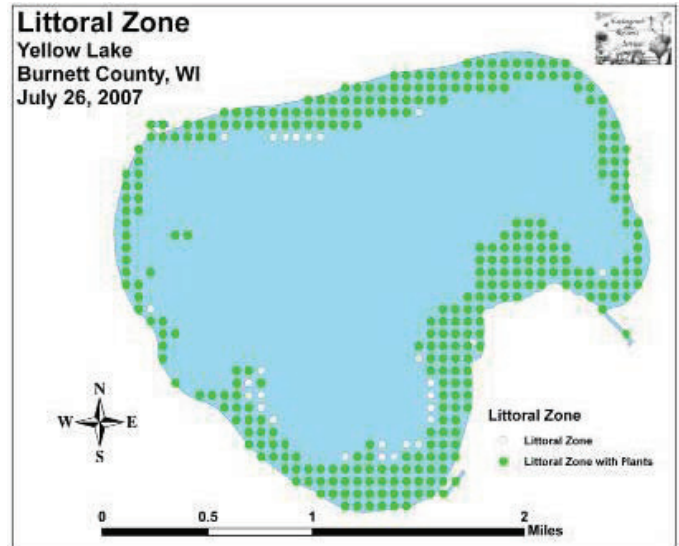 Littoral Zone
Yellow Lake
Burnett County, WI
July 26, 2007
N
W E
S
Littoral Zone
Littoral Zone
Littoral Zone with Plants
0 0.5 1 2
Miles